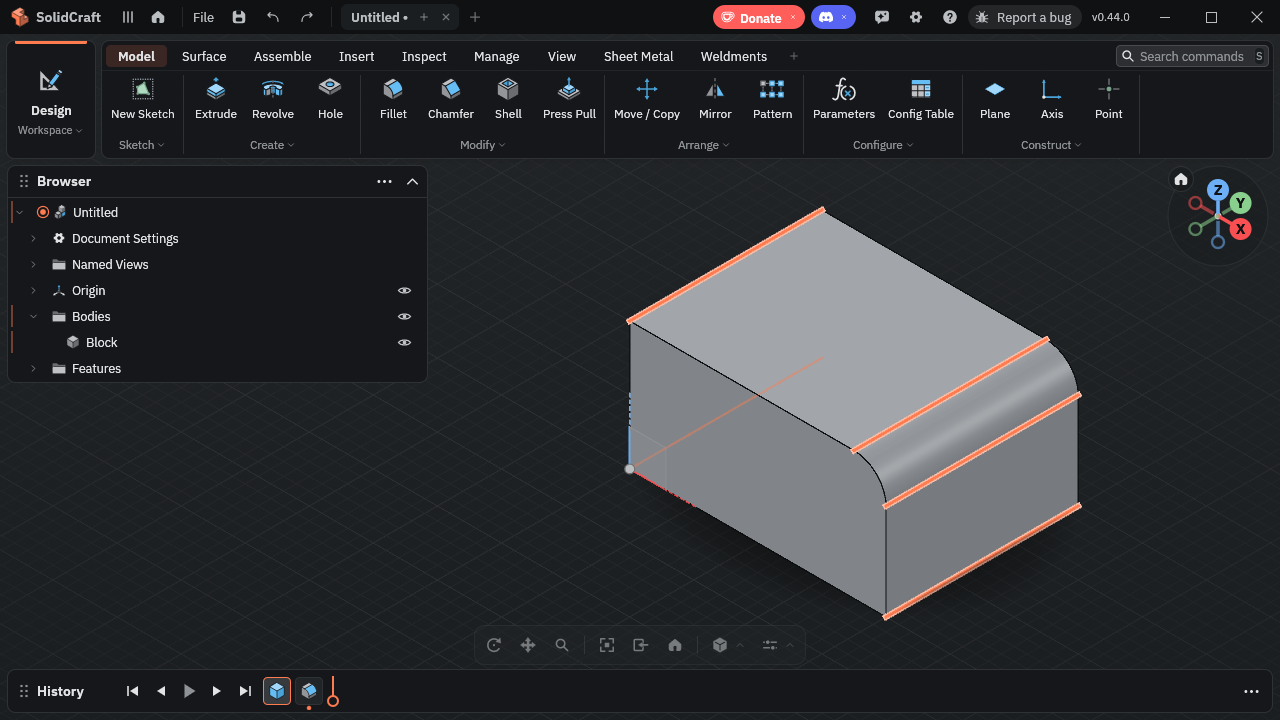 SolidCraft
File
Untitled •
Donate
Report a bug
v0.44.0
Design
Workspace
Model
Surface
Assemble
Insert
Inspect
Manage
View
Sheet Metal
Weldments
Search commands
S
New Sketch
Extrude
Revolve
Hole
Fillet
Chamfer
Shell
Press Pull
Move / Copy
Mirror
Pattern
Parameters
Config Table
Plane
Axis
Point
Sketch
Create
Modify
Arrange
Configure
Construct
Browser
Untitled
Document Settings
Named Views
Origin
Bodies
Block
Features
Z
Y
X
History